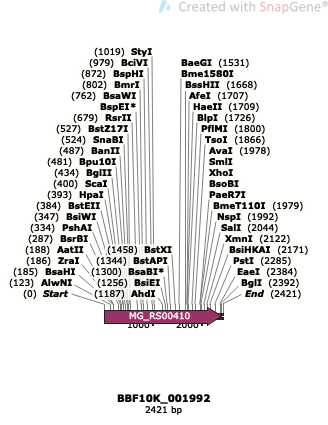 Created with SnapGene®
(1019) StyI
(979) BciVI
(872) BspHI
(802) BmrI
(762) BsaWI
BspEI*
(679) RsrII
(527) BstZ17I
(524) SnaBI
(487) BanII
(481) Bpu10I
(434) BglII
(400) ScaI
(393) HpaI
(384) BstEII
(347) BsiWI
(334) PshAI
(287) BsrBI
(188) AatII
(186) ZraI
(185) BsaHI
(123) AlwNI
(0) Start
(1458) BstXI
(1344) BstAPI
(1300) BsaBI*
(1256) BsiEI
(1187) AhdI
BaeGI (1531)
Bme1580I
BssHII (1668)
AfeI (1707)
HaeII (1709)
BlpI (1726)
PflMI (1800)
TsoI (1866)
AvaI (1978)
SmlI
XhoI
BsoBI
PaeR7I
BmeT110I (1979)
NspI (1992)
SalI (2044)
XmnI (2122)
BsiHKAI (2171)
PstI (2285)
EaeI (2384)
BglI (2392)
End (2421)
MG_RS00410
1000
2000
BBF10K_001992
2421 bp